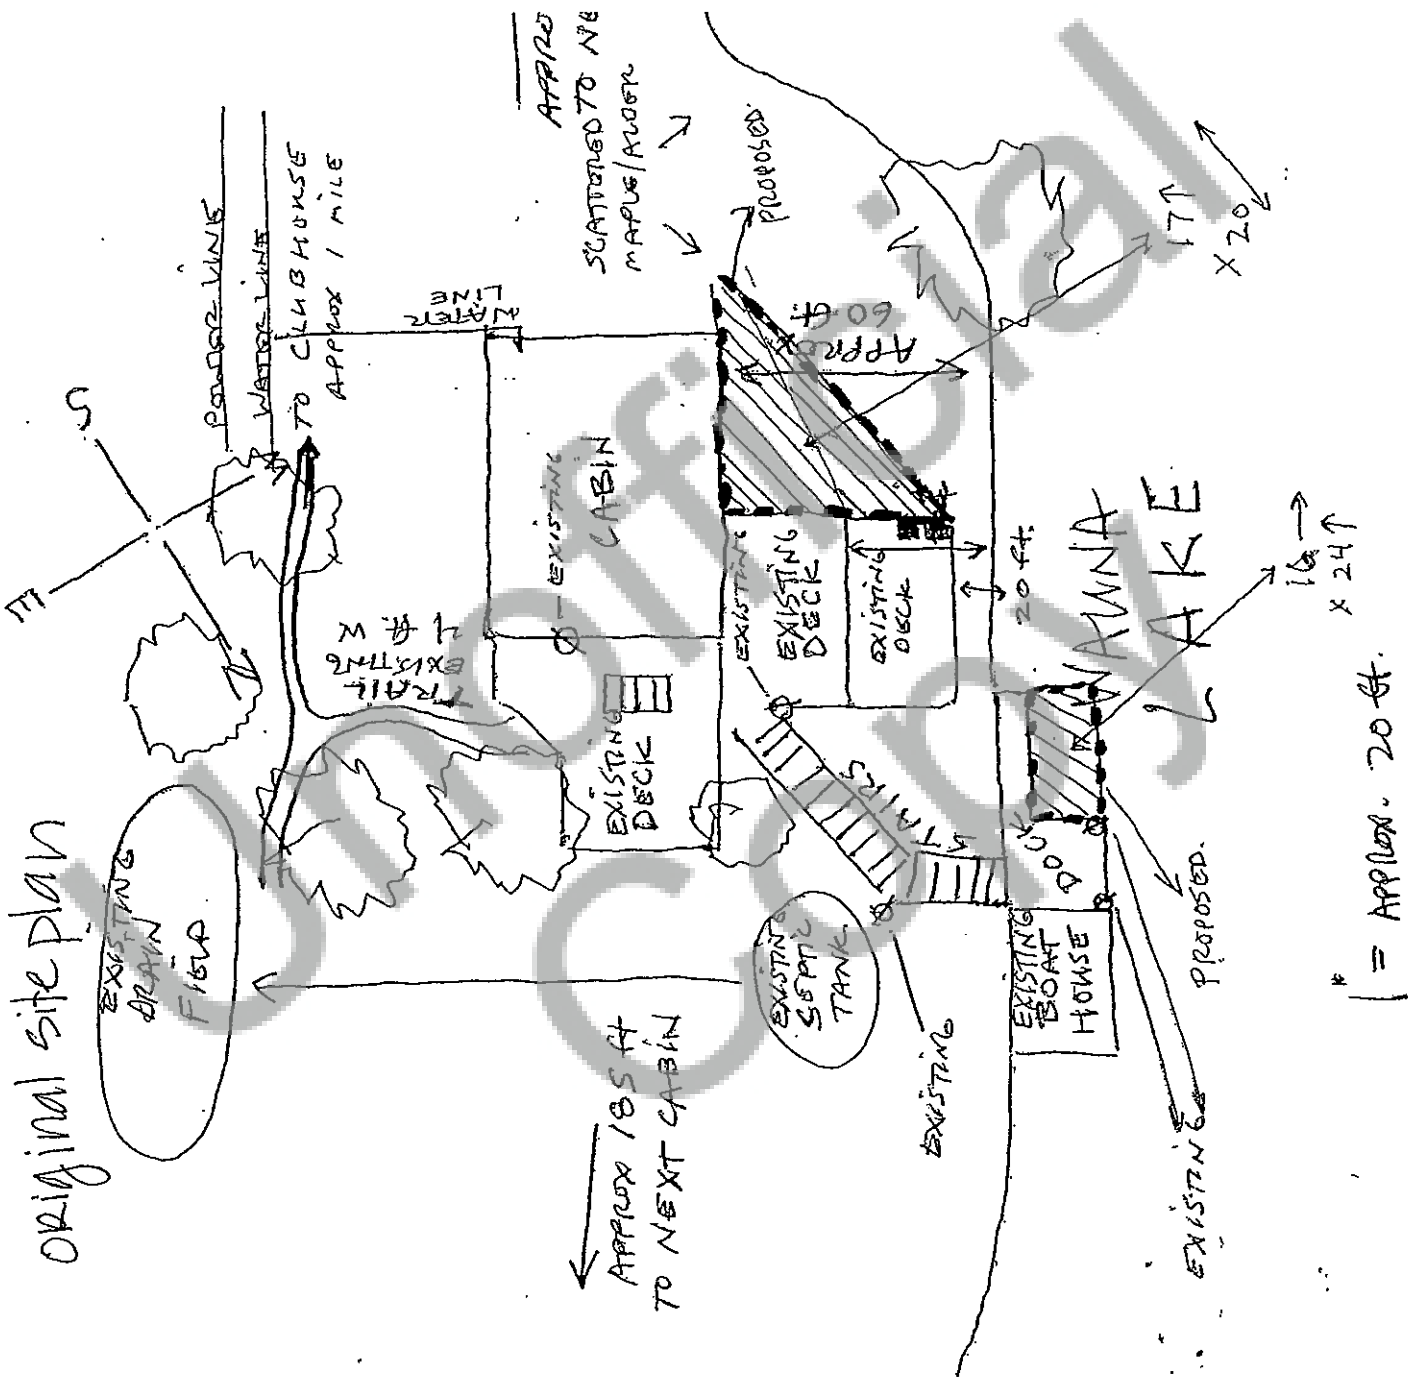 ORiginal site plan
EXISTING
DRAIN
FIELD
POWER LINE
WATER LINE
TO CLUBHOUSE
APPROX 1 MILE
S
E
N
WATER
LINE
TRAIL
EXISTING
EXISTING
CABIN
EXISTING
DECK
APPRO
SCATTERED TO NE
MAPLE/ALDER
PROPOSED.
APPROX
60 ft.
17↑
X 20
EXISTING
EXISTING
DECK
EXISTING
DECK
20 ft.
STAIRS
EXISTING
SEPTIC
TANK
EXISTING
DOCK
EXISTING
BOAT
HOUSE
WANNA
LAKE
16→
X 24↑
PROPOSED.
EXISTING
APPROX 185 ft
TO NEXT CABIN
1" = APPROX. 20 ft.
Unofficial
Copy